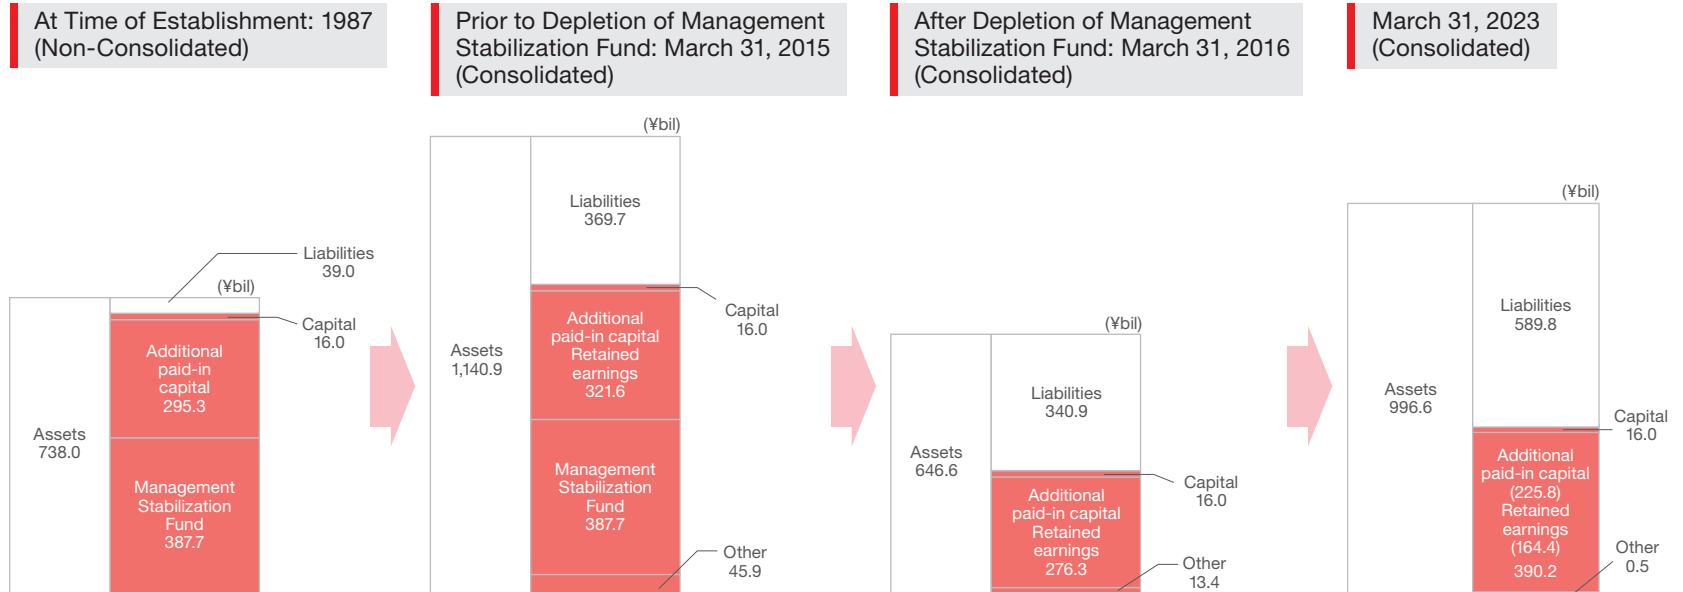 At Time of Establishment: 1987
(Non-Consolidated)
(¥bil)
Liabilities
39.0
Capital
16.0
Additional
paid-in
capital
295.3
Assets
738.0
Management
Stabilization
Fund
387.7
Prior to Depletion of Management
Stabilization Fund: March 31, 2015
(Consolidated)
(¥bil)
Liabilities
369.7
Capital
16.0
Additional
paid-in capital
Retained
earnings
321.6
Assets
1,140.9
Management
Stabilization
Fund
387.7
Other
45.9
After Depletion of Management
Stabilization Fund: March 31, 2016
(Consolidated)
(¥bil)
Liabilities
340.9
Assets
646.6
Capital
16.0
Additional
paid-in capital
Retained
earnings
276.3
Other
13.4
March 31, 2023
(Consolidated)
(¥bil)
Liabilities
589.8
Assets
996.6
Capital
16.0
Additional
paid-in capital
(225.8)
Retained
earnings
(164.4)
390.2
Other
0.5